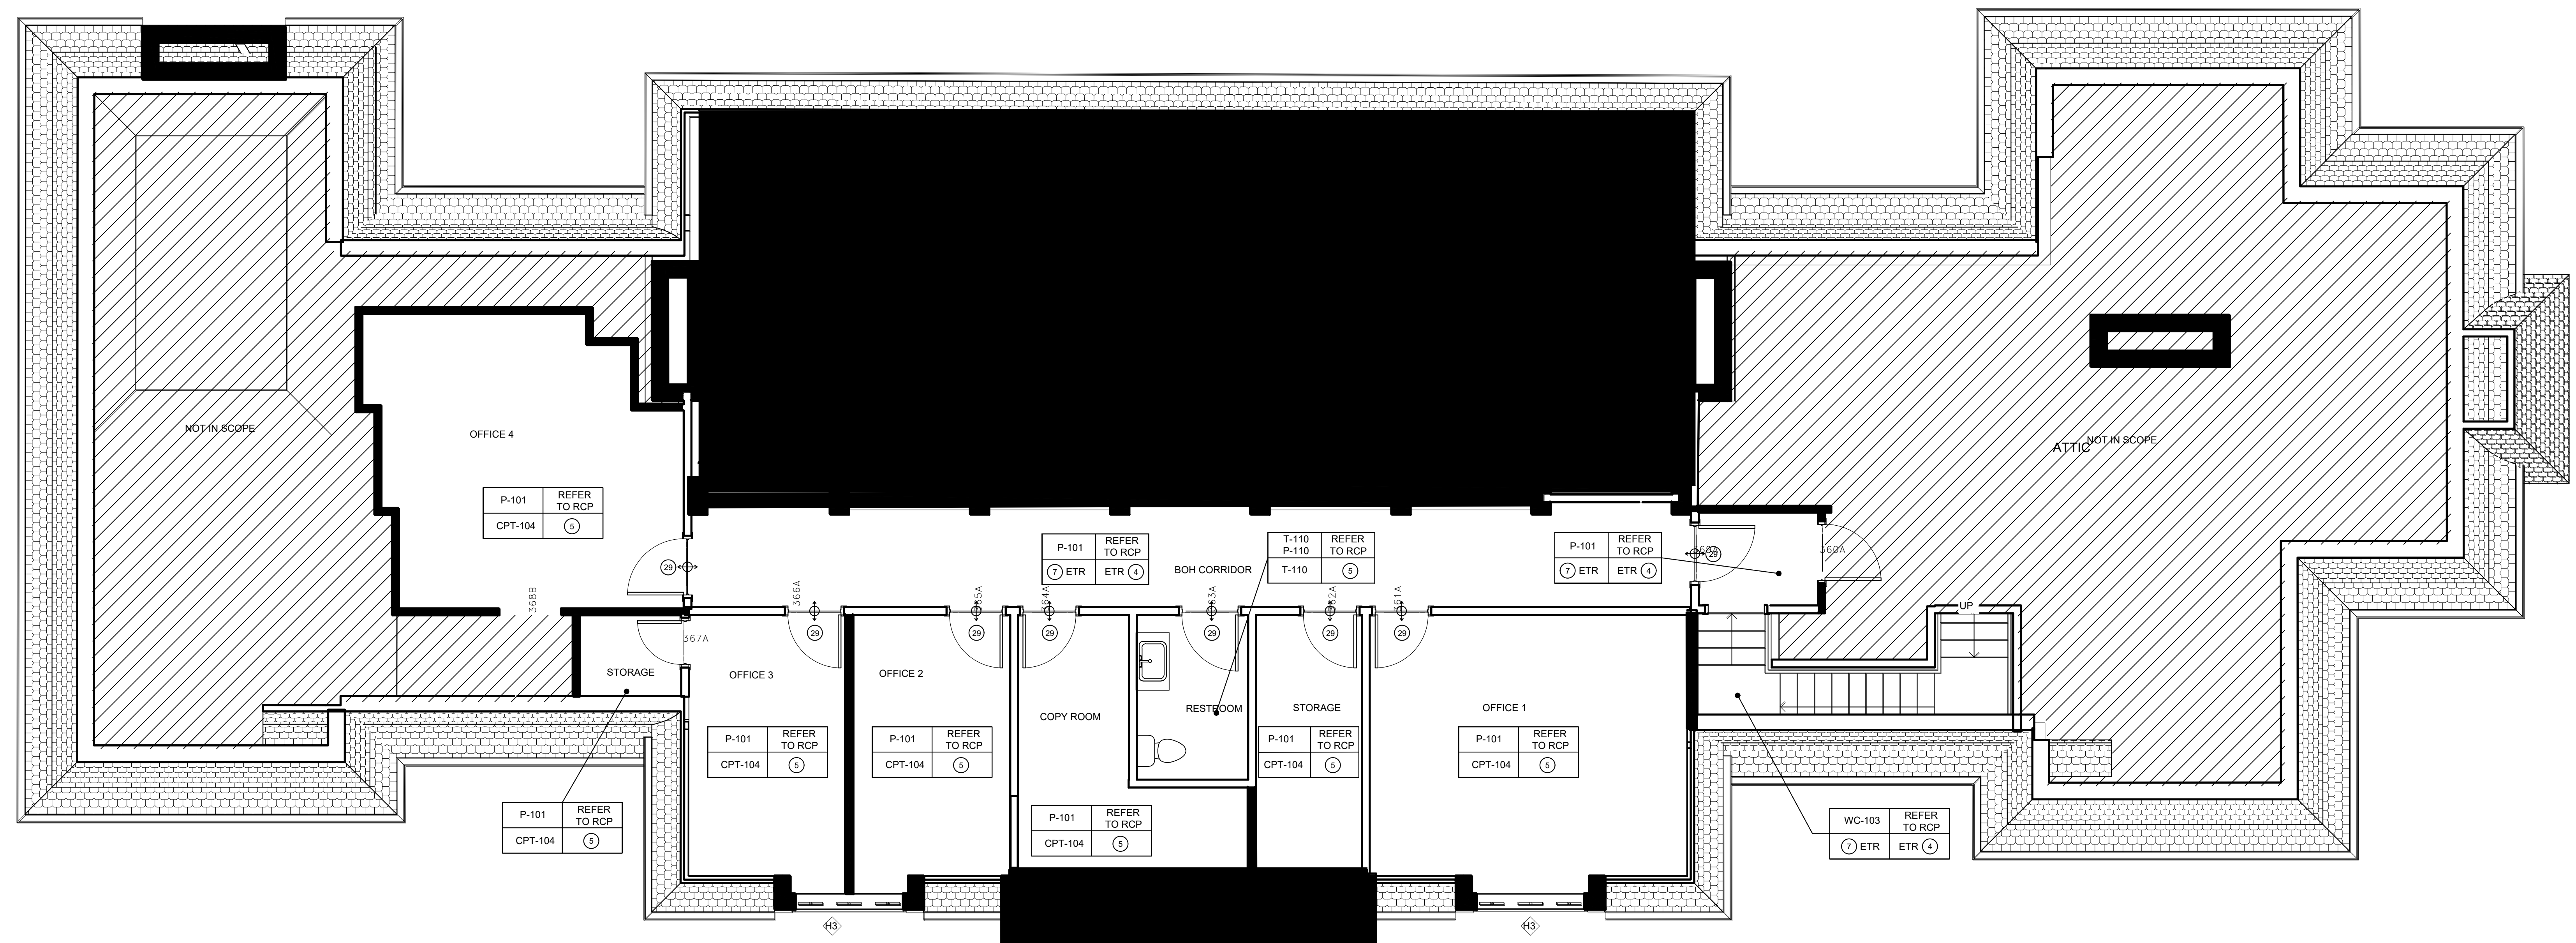 NOT IN SCOPE
OFFICE 4
P-101 REFER TO RCP
CPT-104 5
29
368B
367A
STORAGE
P-101 REFER TO RCP
CPT-104 5
366A
29
OFFICE 3
P-101 REFER TO RCP
CPT-104 5
365A
29
OFFICE 2
P-101 REFER TO RCP
CPT-104 5
364A
29
COPY ROOM
P-101 REFER TO RCP
CPT-104 5
P-101 REFER TO RCP
7 ETR ETR 4
BOH CORRIDOR
T-110
P-110 REFER TO RCP
T-110 5
363A
29
RESTROOM
362A
29
STORAGE
P-101 REFER TO RCP
CPT-104 5
361A
29
OFFICE 1
P-101 REFER TO RCP
CPT-104 5
P-101 REFER TO RCP
7 ETR ETR 4
29
360A
ATTIC
NOT IN SCOPE
UP
WC-103 REFER TO RCP
7 ETR ETR 4
H3
H3